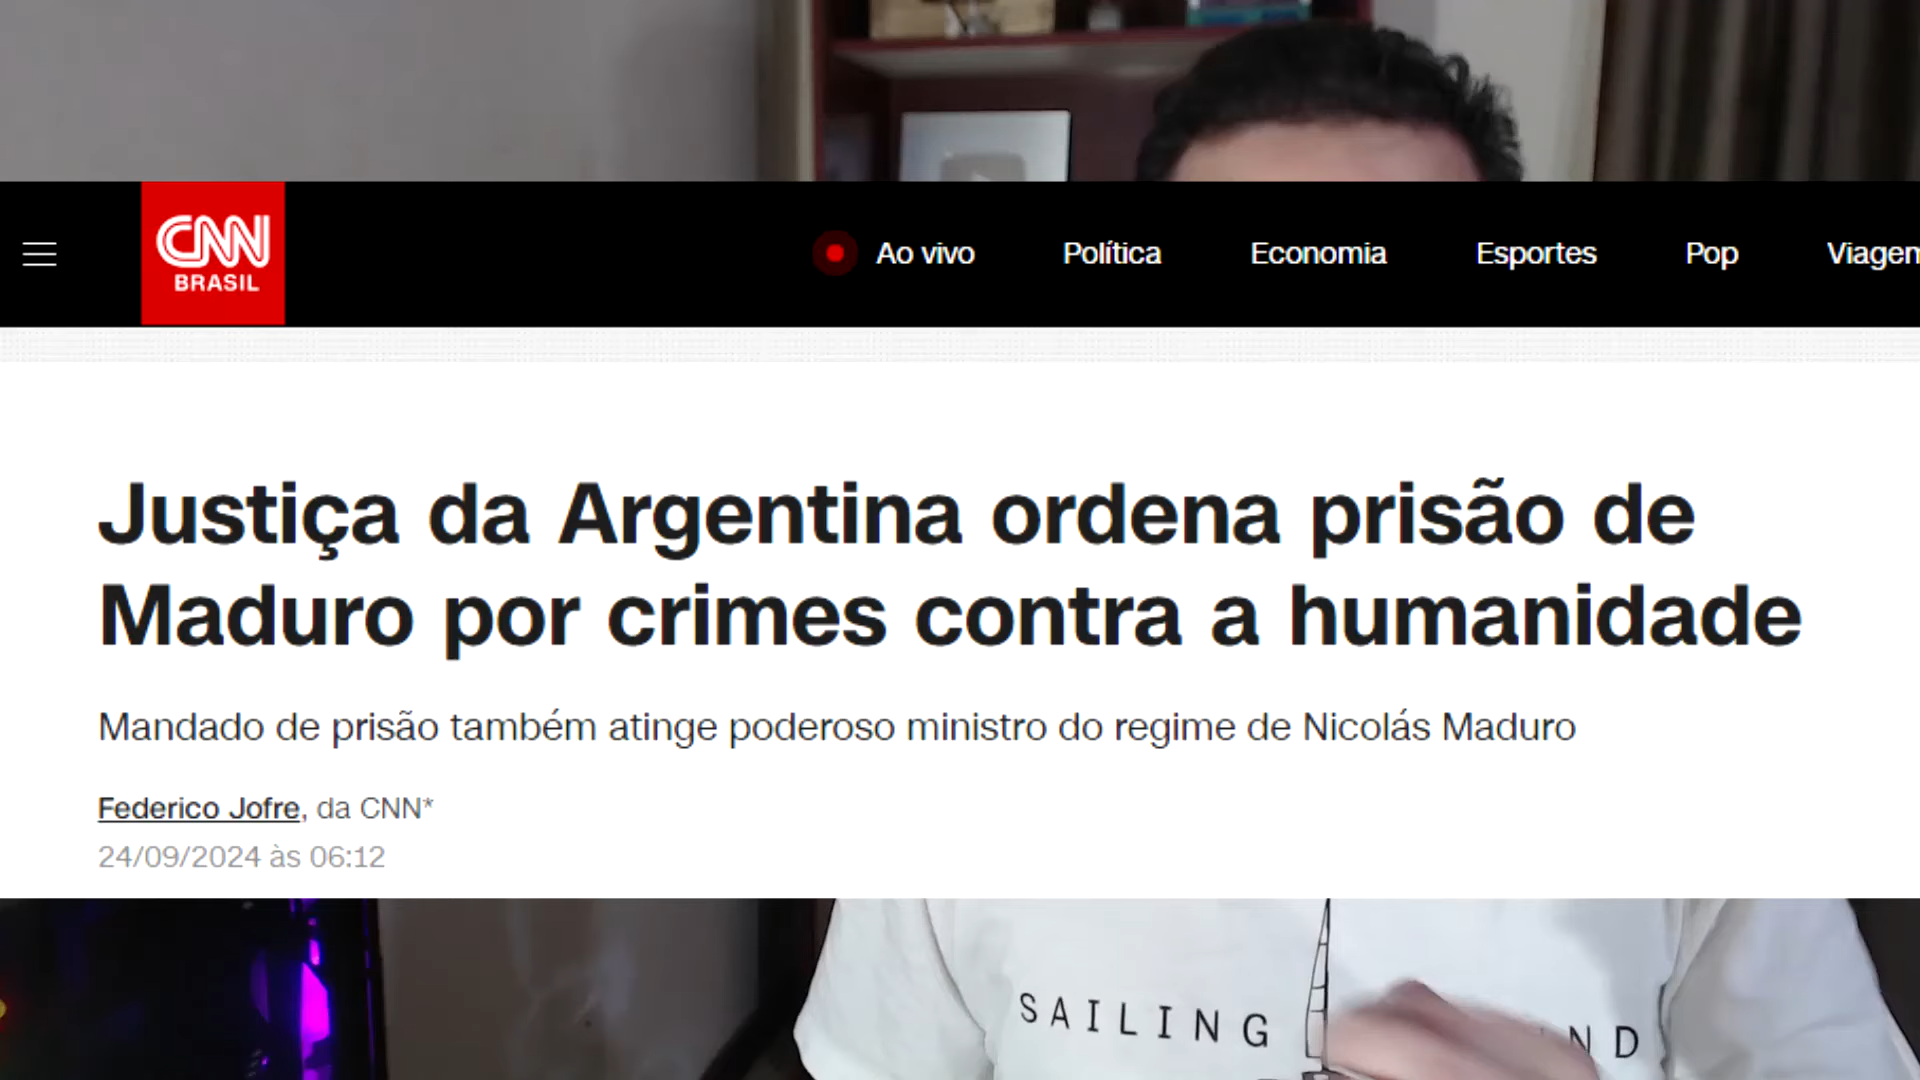 CNN
BRASIL
Ao vivo Política Economia Esportes Pop Viagem
Justiça da Argentina ordena prisão de
Maduro por crimes contra a humanidade
Mandado de prisão também atinge poderoso ministro do regime de Nicolás Maduro
Federico Jofre, da CNN*
24/09/2024 às 06:12
SAILING